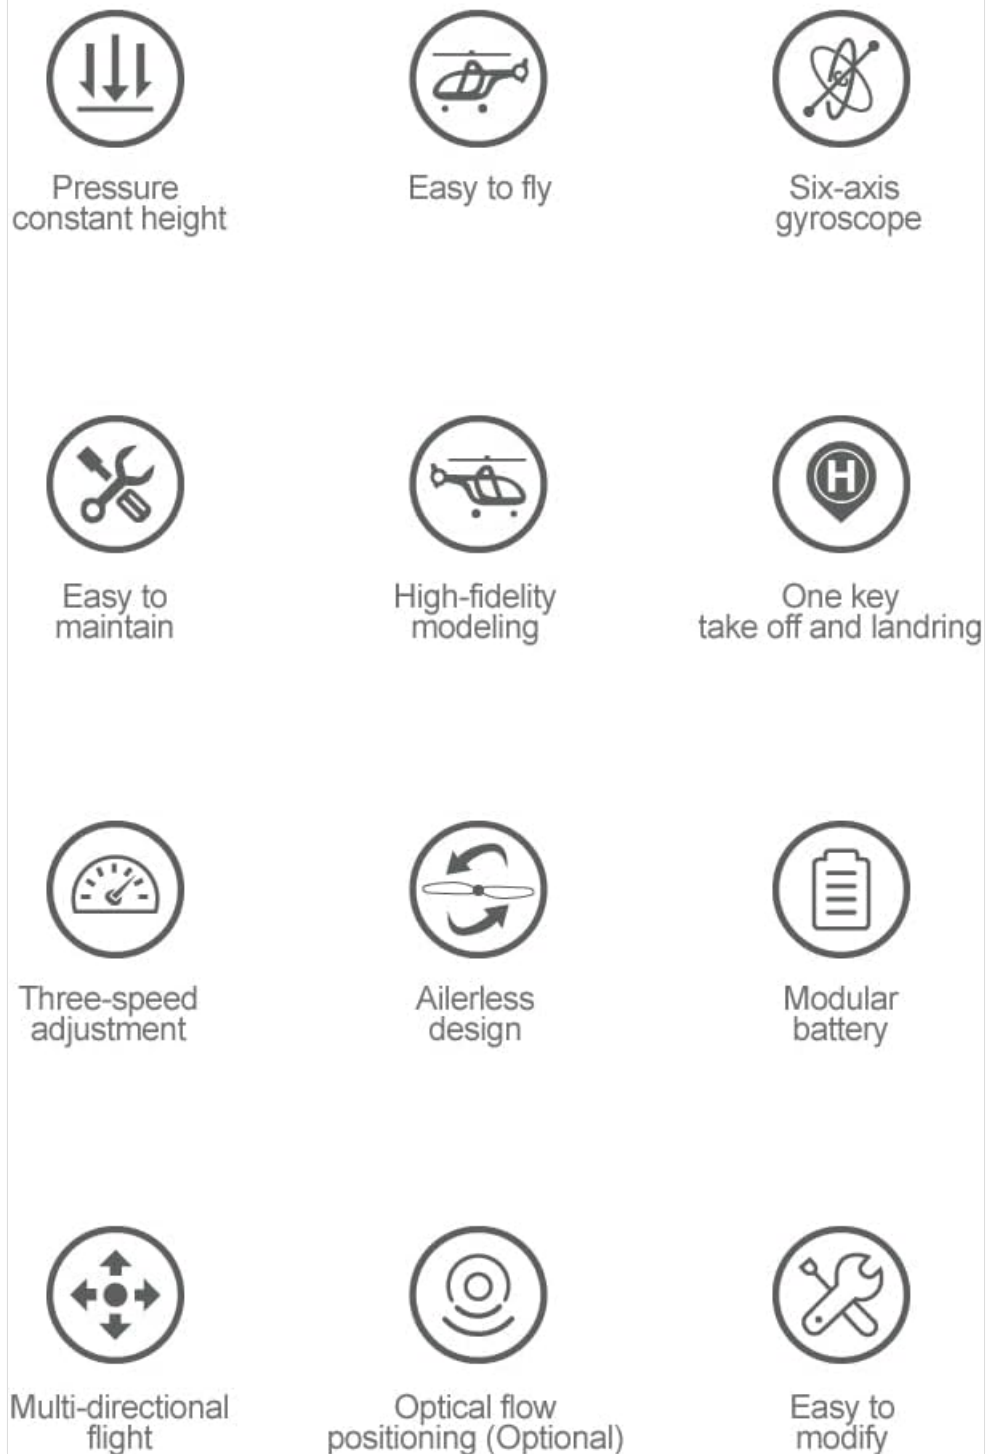 Pressure
constant height
Easy to fly
Six-axis
gyroscope
Easy to
maintain
High-fidelity
modeling
H
One key
take off and landring
Three-speed
adjustment
Ailerless
design
Modular
battery
Multi-directional
flight
Optical flow
positioning (Optional)
Easy to
modify